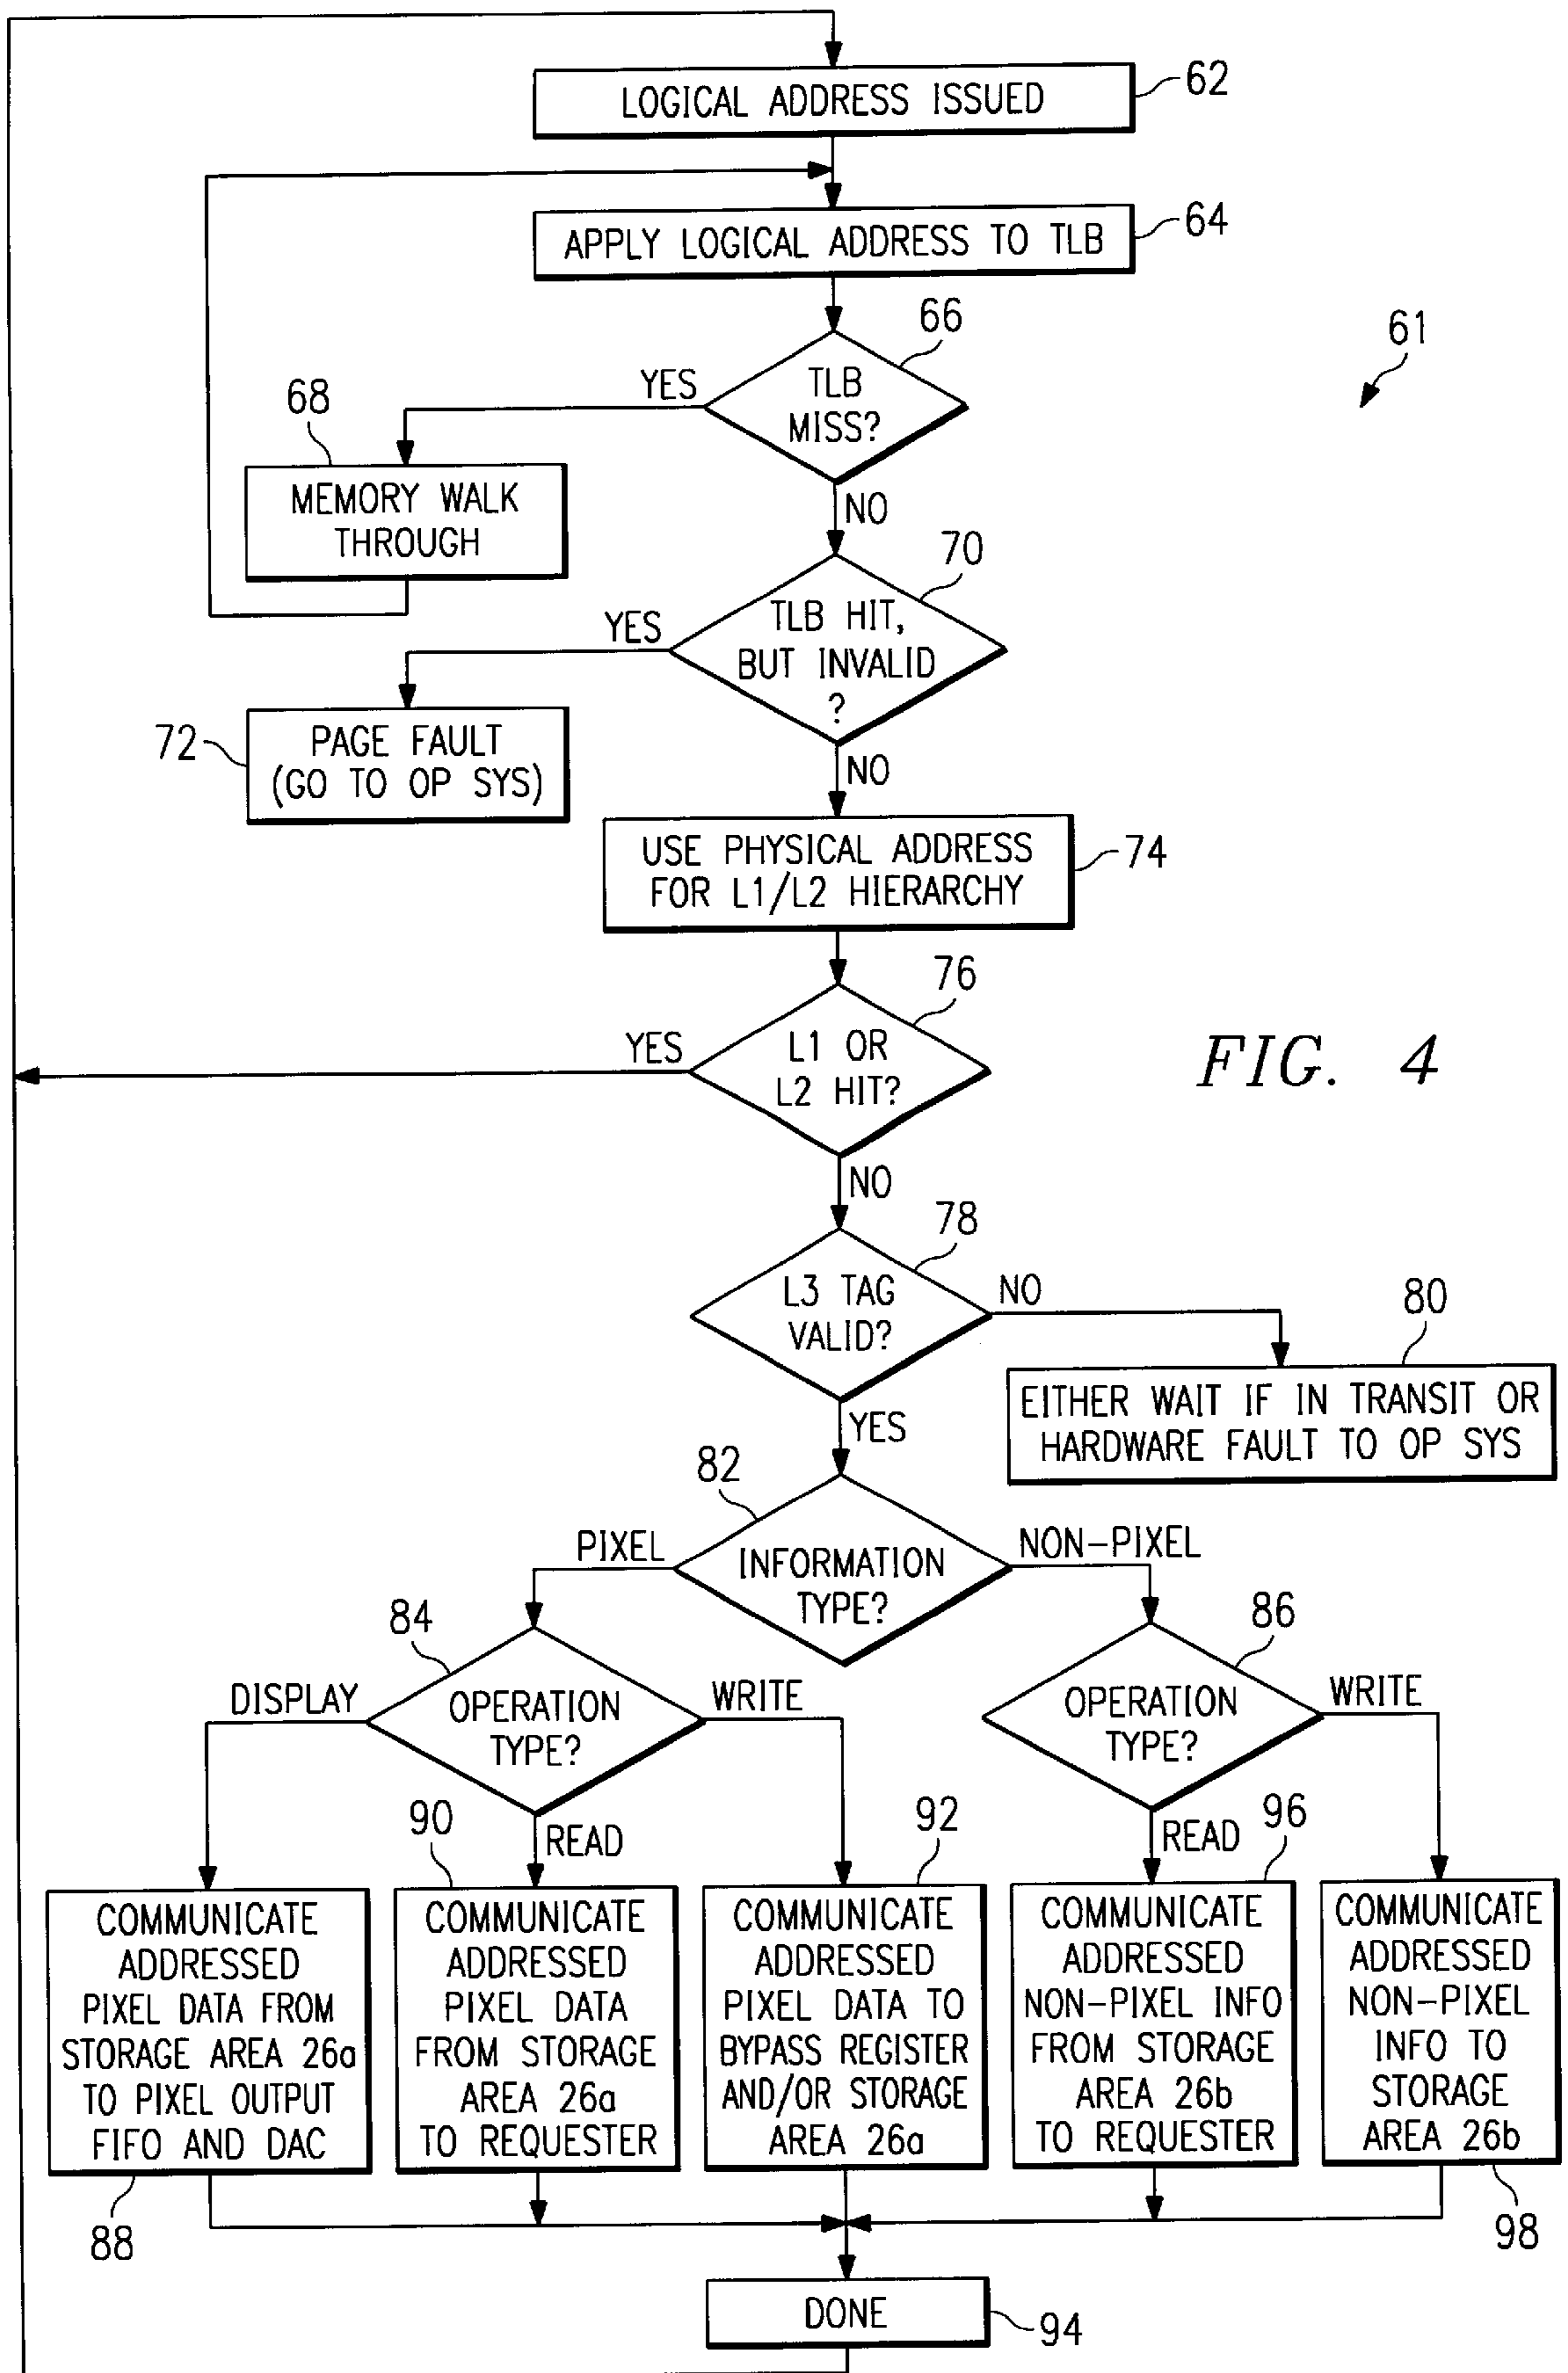 LOGICAL ADDRESS ISSUED
62
APPLY LOGICAL ADDRESS TO TLB
64
66
61
TLB
MISS?
YES
68
MEMORY WALK
THROUGH
NO
70
TLB HIT,
BUT INVALID
?
YES
72
PAGE FAULT
(GO TO OP SYS)
NO
USE PHYSICAL ADDRESS
FOR L1/L2 HIERARCHY
74
76
L1 OR
L2 HIT?
YES
FIG. 4
NO
78
L3 TAG
VALID?
NO
80
EITHER WAIT IF IN TRANSIT OR
HARDWARE FAULT TO OP SYS
YES
82
INFORMATION
TYPE?
PIXEL
NON-PIXEL
84
OPERATION
TYPE?
DISPLAY
WRITE
86
OPERATION
TYPE?
WRITE
90
READ
92
96
READ
COMMUNICATE
ADDRESSED
PIXEL DATA FROM
STORAGE AREA 26a
TO PIXEL OUTPUT
FIFO AND DAC
COMMUNICATE
ADDRESSED
PIXEL DATA
FROM STORAGE
AREA 26a
TO REQUESTER
COMMUNICATE
ADDRESSED
PIXEL DATA TO
BYPASS REGISTER
AND/OR STORAGE
AREA 26a
COMMUNICATE
ADDRESSED
NON-PIXEL INFO
FROM STORAGE
AREA 26b
TO REQUESTER
COMMUNICATE
ADDRESSED
NON-PIXEL
INFO TO
STORAGE
AREA 26b
88
98
DONE
94